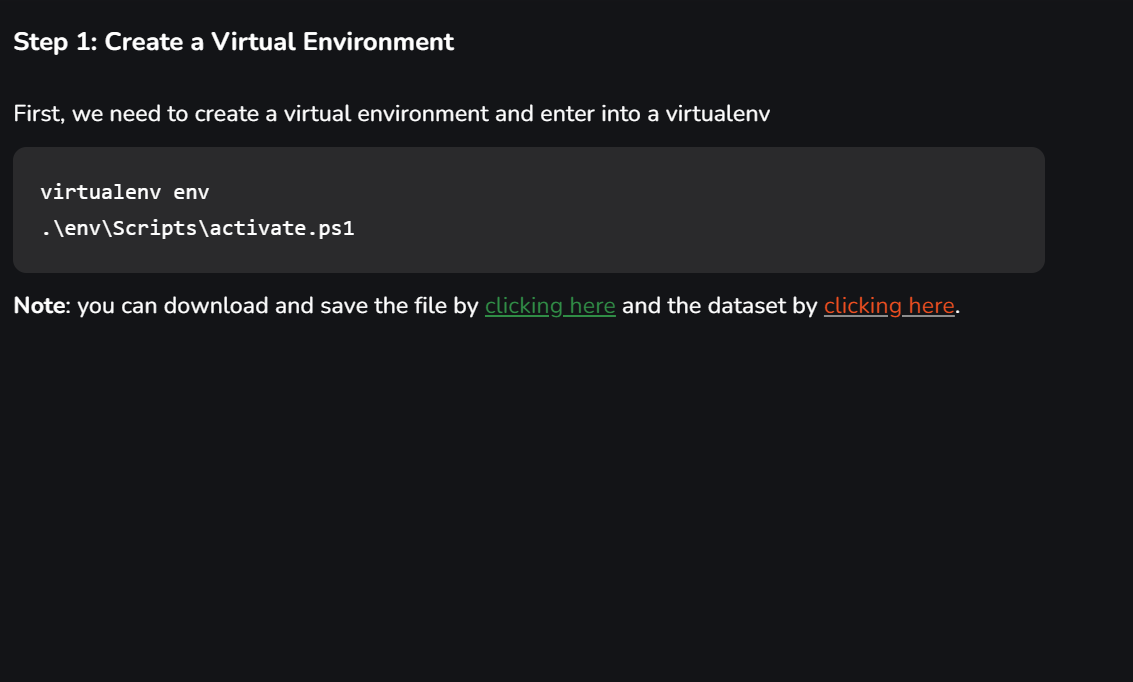 Step 1: Create a Virtual Environment
First, we need to create a virtual environment and enter into a virtualenv
virtualenv env
.\env\Scripts\activate.ps1
Note: you can download and save the file by clicking here and the dataset by clicking here.